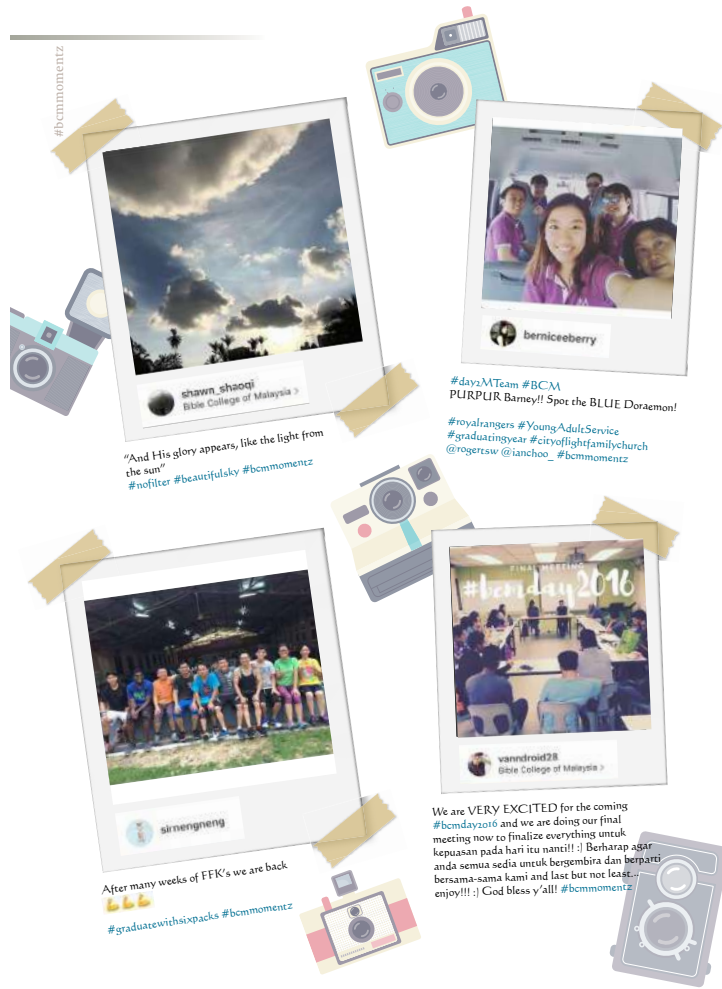 #bcmmomentz
shawn_shaoqi
Bible College of Malaysia >
"And His glory appears, like the light from
the sun"
#nofilter #beautifulsky #bcmmomentz
berniceeberry
#day2MTeam #BCM
PURPUR Barney!! Spot the BLUE Doraemon!
#royalrangers #YoungAdultService
#graduatingyear #cityoflightfamilychurch
@rogertsw @ianchoo_ #bcmmomentz
sirnengneng
After many weeks of FFK's we are back
💪💪💪
#graduatewithsixpacks #bcmmomentz
FINAL MEETING
#bcmday2016
vanndroid28
Bible College of Malaysia >
We are VERY EXCITED for the coming
#bcmday2016 and we are doing our final
meeting now to finalize everything untuk
kepuasan pada hari itu nanti!! :] Berharap agar
anda semua sedia untuk bergembira dan berparti
bersama-sama kami and last but not least...
enjoy!!! :] God bless y'all! #bcmmomentz